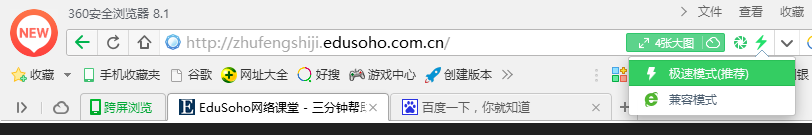 360安全浏览器 8.1
文件 查看 收藏
NEW
http://zhufengshiji.edusoho.com.cn/
4张大图
极速模式(推荐)
兼容模式
收藏 手机收藏夹 谷歌 网址大全 好搜 游戏中心 创建版本 »
网银
跨屏浏览
EduSoho网络课堂 - 三分钟帮
百度一下，你就知道